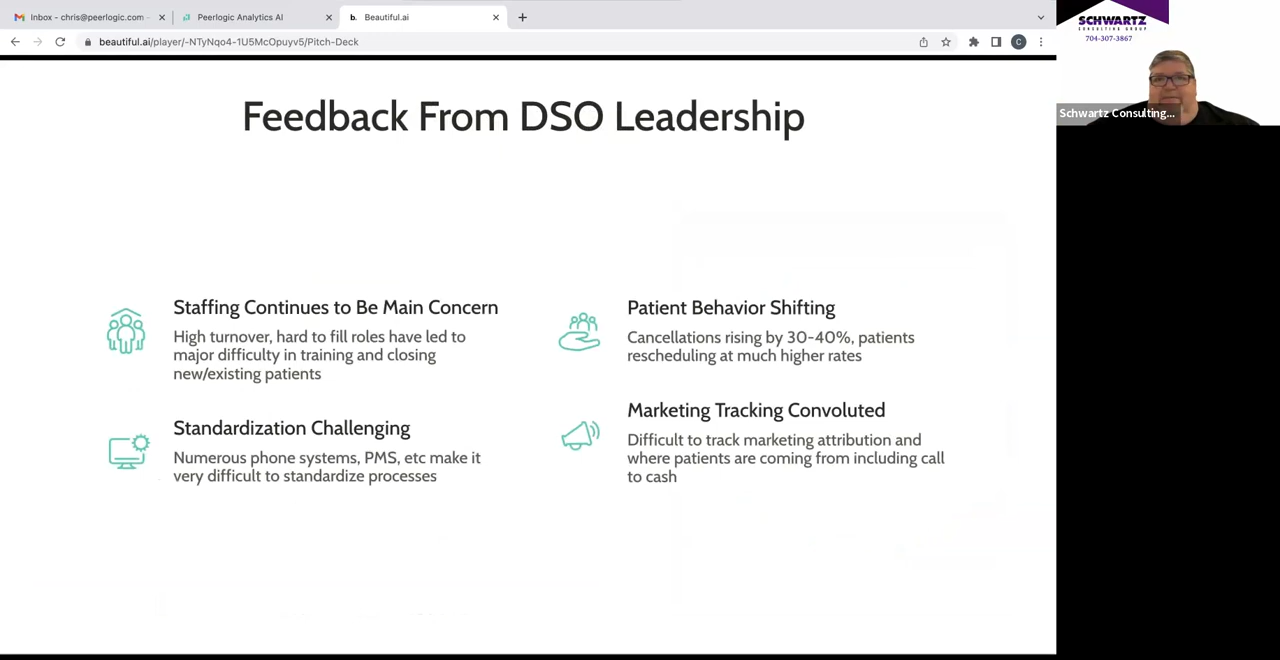 Inbox - chris@peerlogic.com -
Peerlogic Analytics AI
b. Beautiful.ai
beautiful.ai/player/-NTyNqo4-1U5McOpuyv5/Pitch-Deck
C
SCHWARTZ
CONSULTING GROUP
704-307-3867
Schwartz Consulting...
Feedback From DSO Leadership
Staffing Continues to Be Main Concern
High turnover, hard to fill roles have led to
major difficulty in training and closing
new/existing patients
Standardization Challenging
Numerous phone systems, PMS, etc make it
very difficult to standardize processes
Patient Behavior Shifting
Cancellations rising by 30-40%, patients
rescheduling at much higher rates
Marketing Tracking Convoluted
Difficult to track marketing attribution and
where patients are coming from including call
to cash